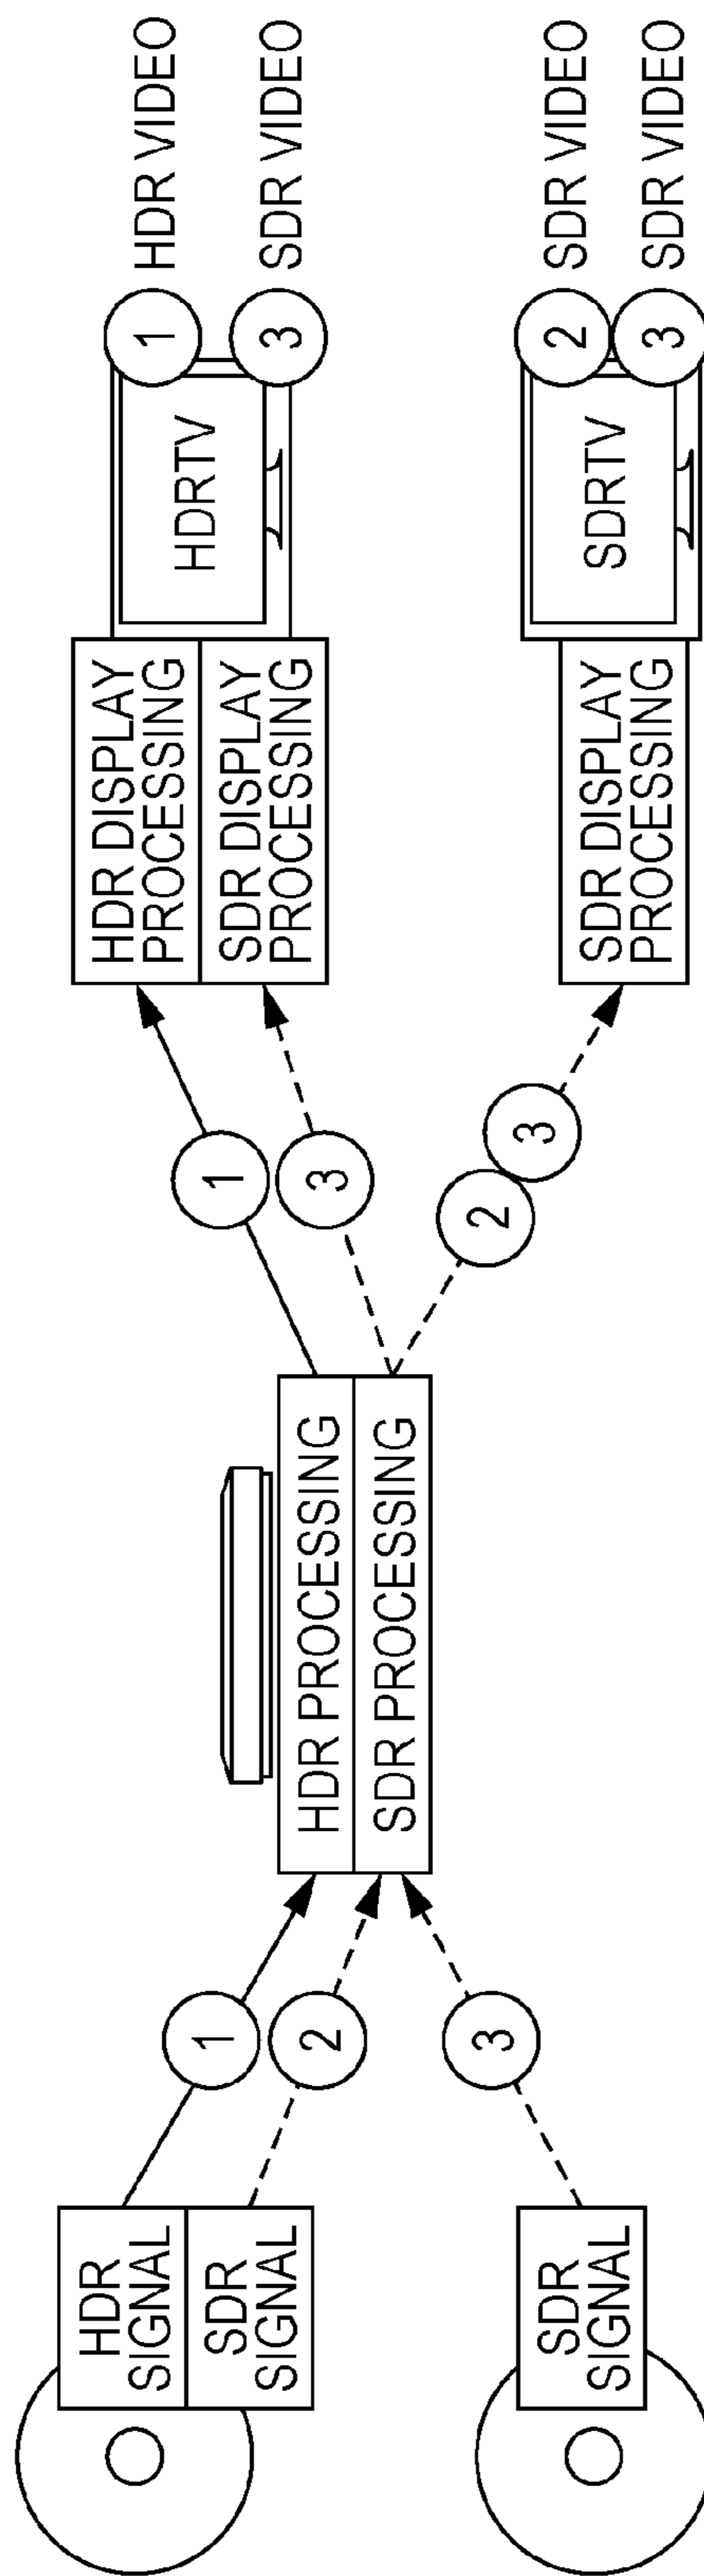 HDR
SIGNAL
SDR
SIGNAL
SDR
SIGNAL
1
2
3
HDR PROCESSING
SDR PROCESSING
1
3
2
3
HDR DISPLAY
PROCESSING
SDR DISPLAY
PROCESSING
SDR DISPLAY
PROCESSING
HDRTV
SDRTV
1
HDR VIDEO
3
SDR VIDEO
2
SDR VIDEO
3
SDR VIDEO